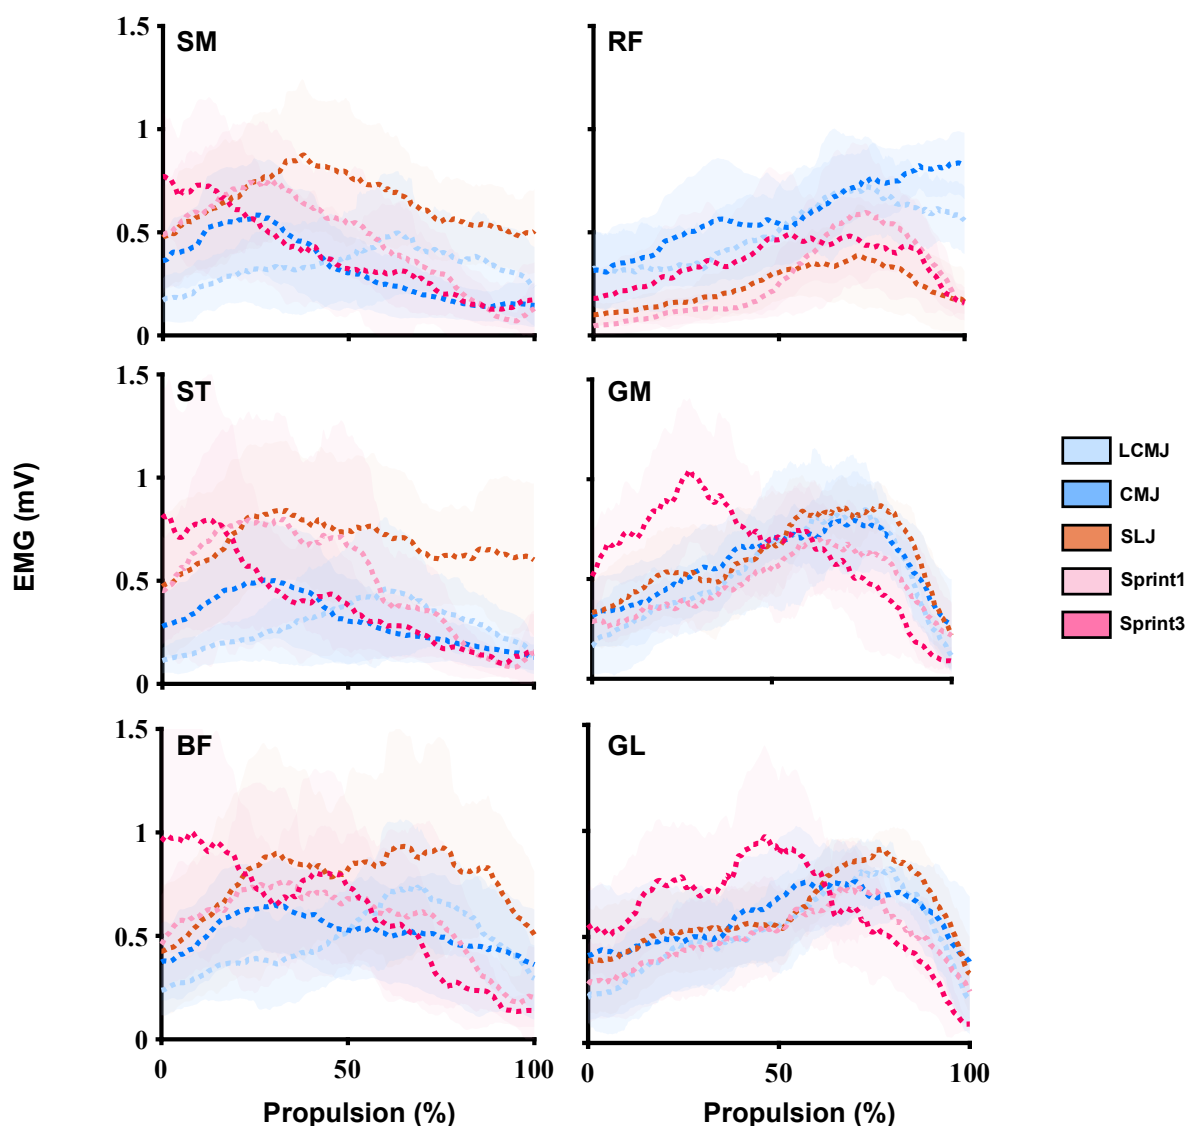 1.5
SM
RF
1
0.5
0
1.5
ST
GM
1
0.5
0
EMG (mV)
LCMJ
CMJ
SLJ
Sprint1
Sprint3
1.5
BF
GL
1
0.5
0
0
50
100
0
50
100
Propulsion (%)
Propulsion (%)